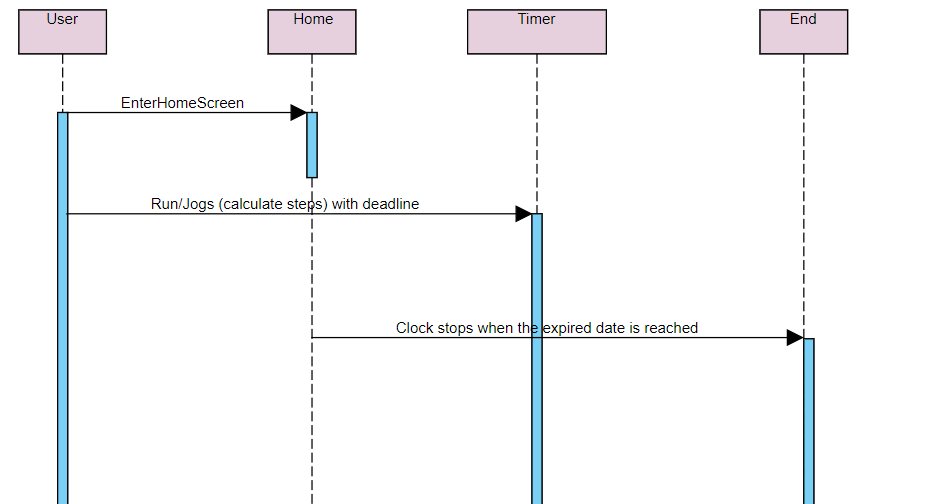 User
Home
Timer
End
EnterHomeScreen
Run/Jogs (calculate steps) with deadline
Clock stops when the expired date is reached